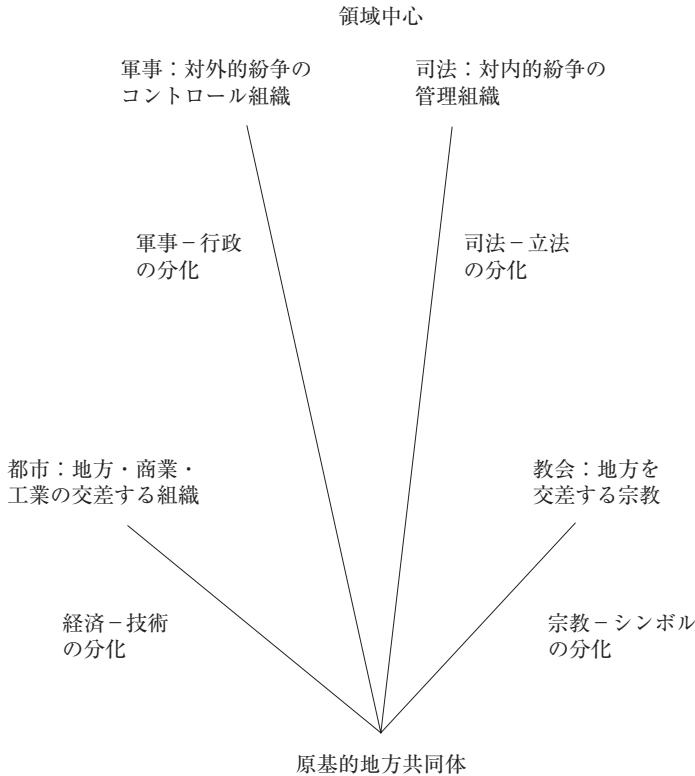 領域中心
軍事：対外的紛争の
コントロール組織
司法：対内的紛争の
管理組織
軍事－行政
の分化
司法－立法
の分化
都市：地方・商業・
工業の交差する組織
教会：地方を
交差する宗教
経済－技術
の分化
宗教－シンボル
の分化
原基的地方共同体